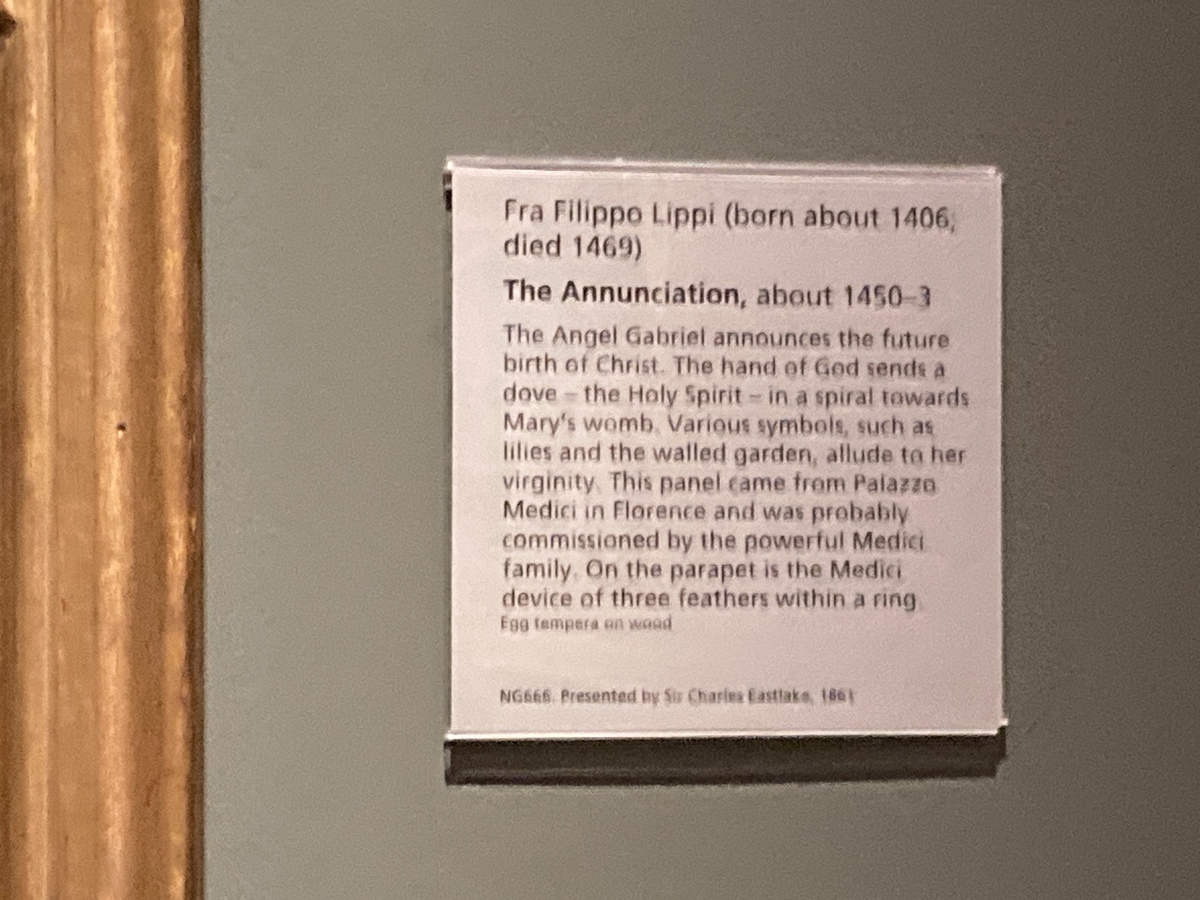 Fra Filippo Lippi (born about 1406,
died 1469)
The Annunciation, about 1450–3
The Angel Gabriel announces the future
birth of Christ. The hand of God sends a
dove – the Holy Spirit – in a spiral towards
Mary's womb. Various symbols, such as
lilies and the walled garden, allude to her
virginity. This panel came from Palazzo
Medici in Florence and was probably
commissioned by the powerful Medici
family. On the parapet is the Medici
device of three feathers within a ring.
Egg tempera on wood
NG666. Presented by Sir Charles Eastlake, 1861